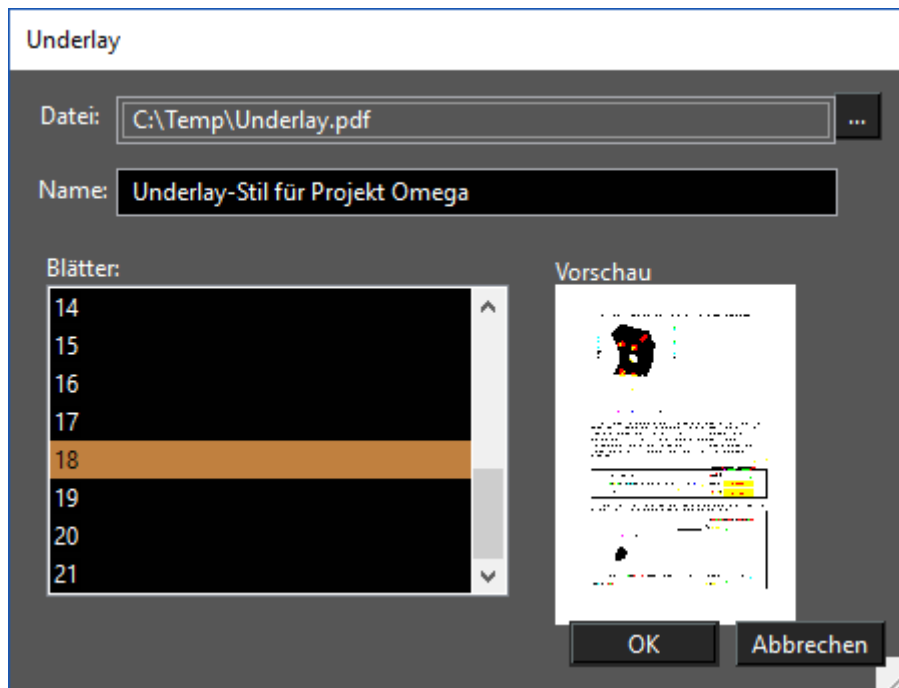 Underlay
Datei: C:\Temp\Underlay.pdf ...
Name: Underlay-Stil für Projekt Omega
Blätter:
14
15
16
17
18
19
20
21
Vorschau
OK Abbrechen